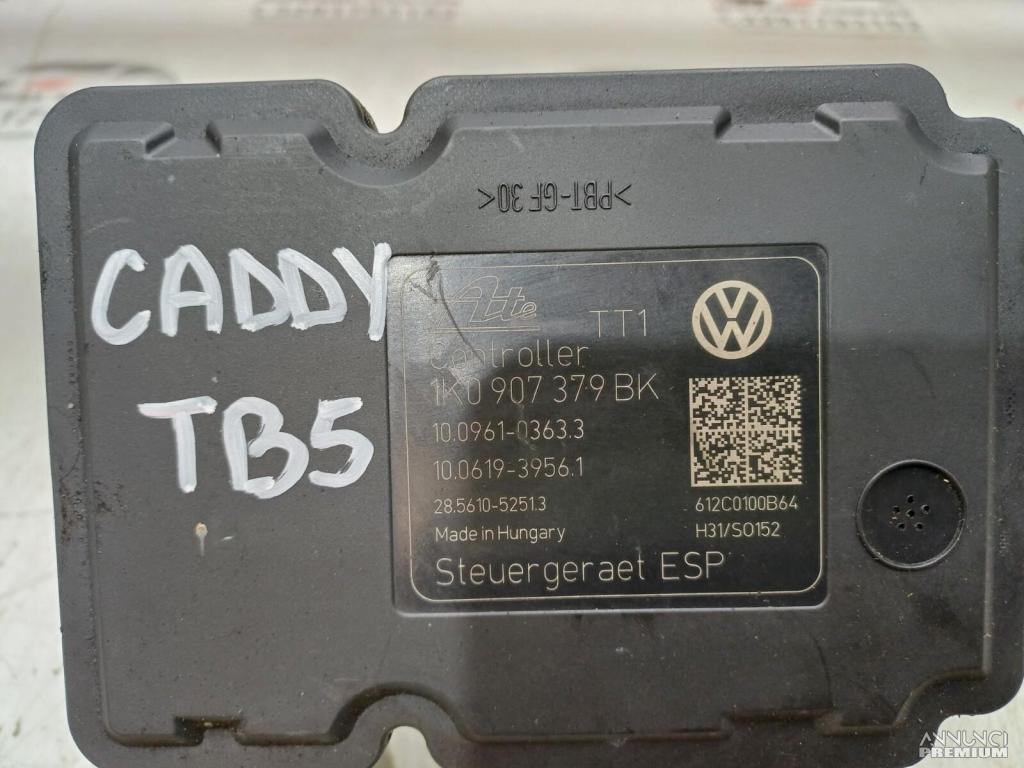 >PBT-GF30<
CADDY
TB5
Ate
TT1
Controller
1K0 907 379 BK
10.0961-0363.3
10.0619-3956.1
28.5610-5251.3
Made in Hungary
Steuergeraet ESP
612C0100B64
H31/SO152
ANNUNCI
PREMIUM